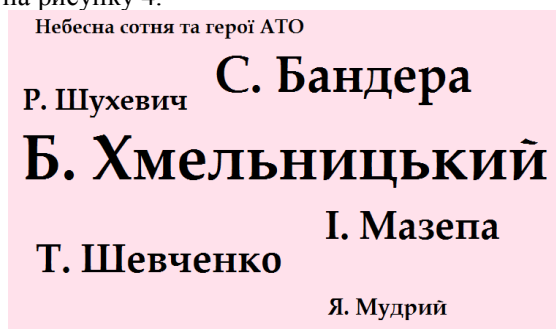 на рисунку 4.
Небесна сотня та герої АТО
С. Бандера
Р. Шухевич
Б. Хмельницький
І. Мазепа
Т. Шевченко
Я. Мудрий